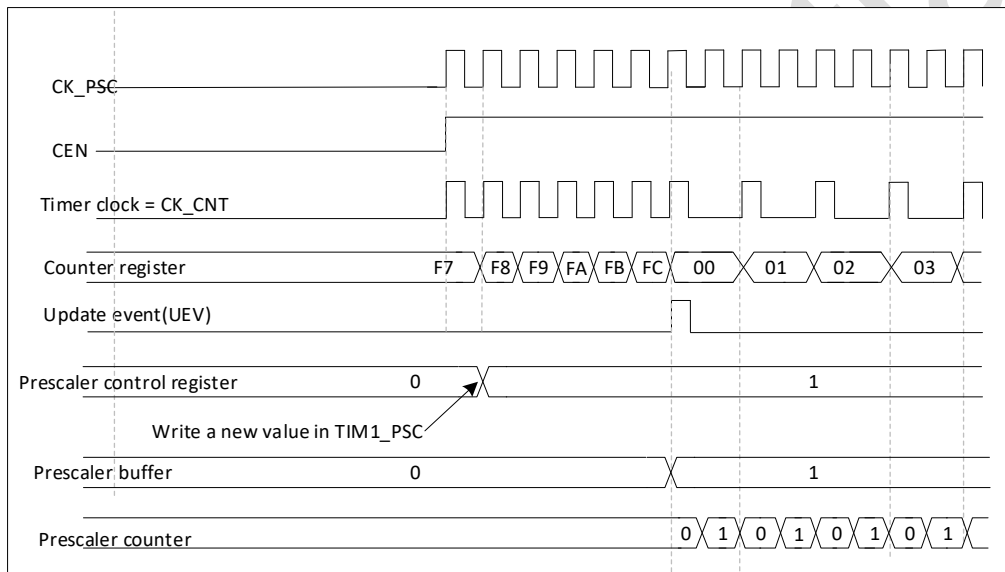 CK_PSC
CEN
Timer clock = CK_CNT
Counter register F7 F8 F9 FA FB FC 00 01 02 03
Update event(UEV)
Prescaler control register 0 1
Write a new value in TIM1_PSC
Prescaler buffer 0 1
Prescaler counter 0 1 0 1 0 1 0 1